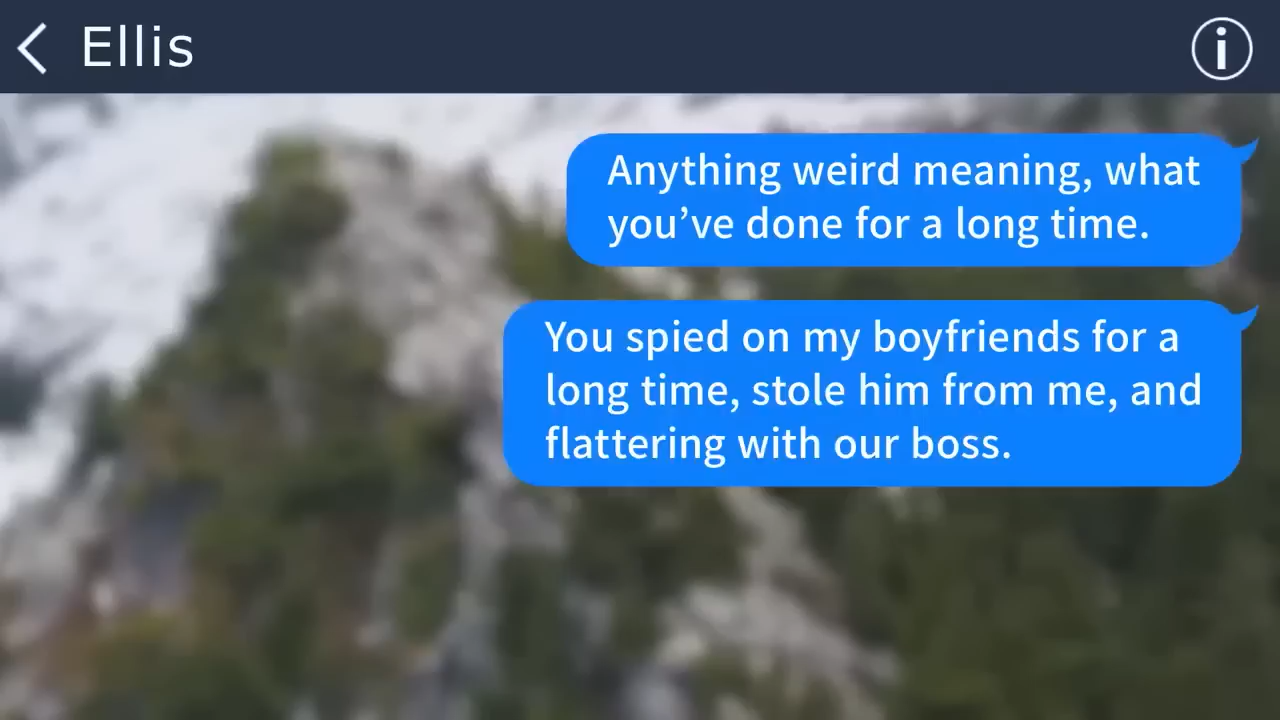 Ellis
Anything weird meaning, what
you’ve done for a long time.
You spied on my boyfriends for a
long time, stole him from me, and
flattering with our boss.